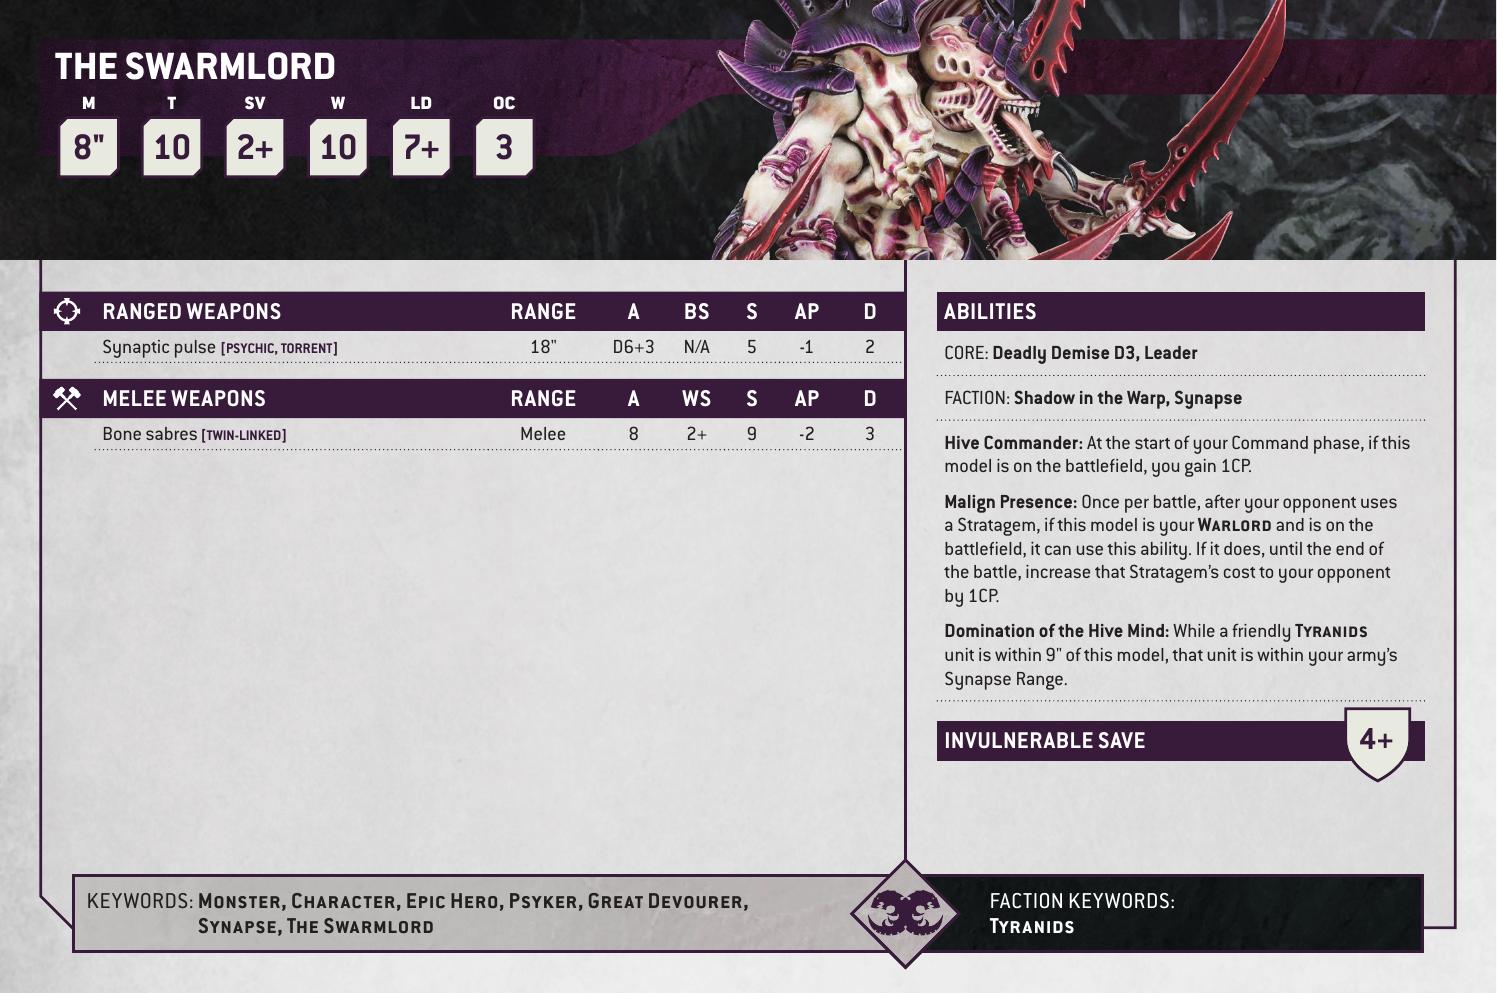 THE SWARMLORD
M T SV W LD OC
8" 10 2+ 10 7+ 3
RANGED WEAPONS RANGE A BS S AP D
Synaptic pulse [PSYCHIC, TORRENT] 18" D6+3 N/A 5 -1 2
MELEE WEAPONS RANGE A WS S AP D
Bone sabres [TWIN-LINKED] Melee 8 2+ 9 -2 3
ABILITIES
CORE: Deadly Demise D3, Leader
FACTION: Shadow in the Warp, Synapse
Hive Commander: At the start of your Command phase, if this
model is on the battlefield, you gain 1CP.
Malign Presence: Once per battle, after your opponent uses
a Stratagem, if this model is your WARLORD and is on the
battlefield, it can use this ability. If it does, until the end of
the battle, increase that Stratagem's cost to your opponent
by 1CP.
Domination of the Hive Mind: While a friendly TYRANIDS
unit is within 9" of this model, that unit is within your army's
Synapse Range.
INVULNERABLE SAVE 4+
KEYWORDS: MONSTER, CHARACTER, EPIC HERO, PSYKER, GREAT DEVOURER,
SYNAPSE, THE SWARMLORD
FACTION KEYWORDS:
TYRANIDS